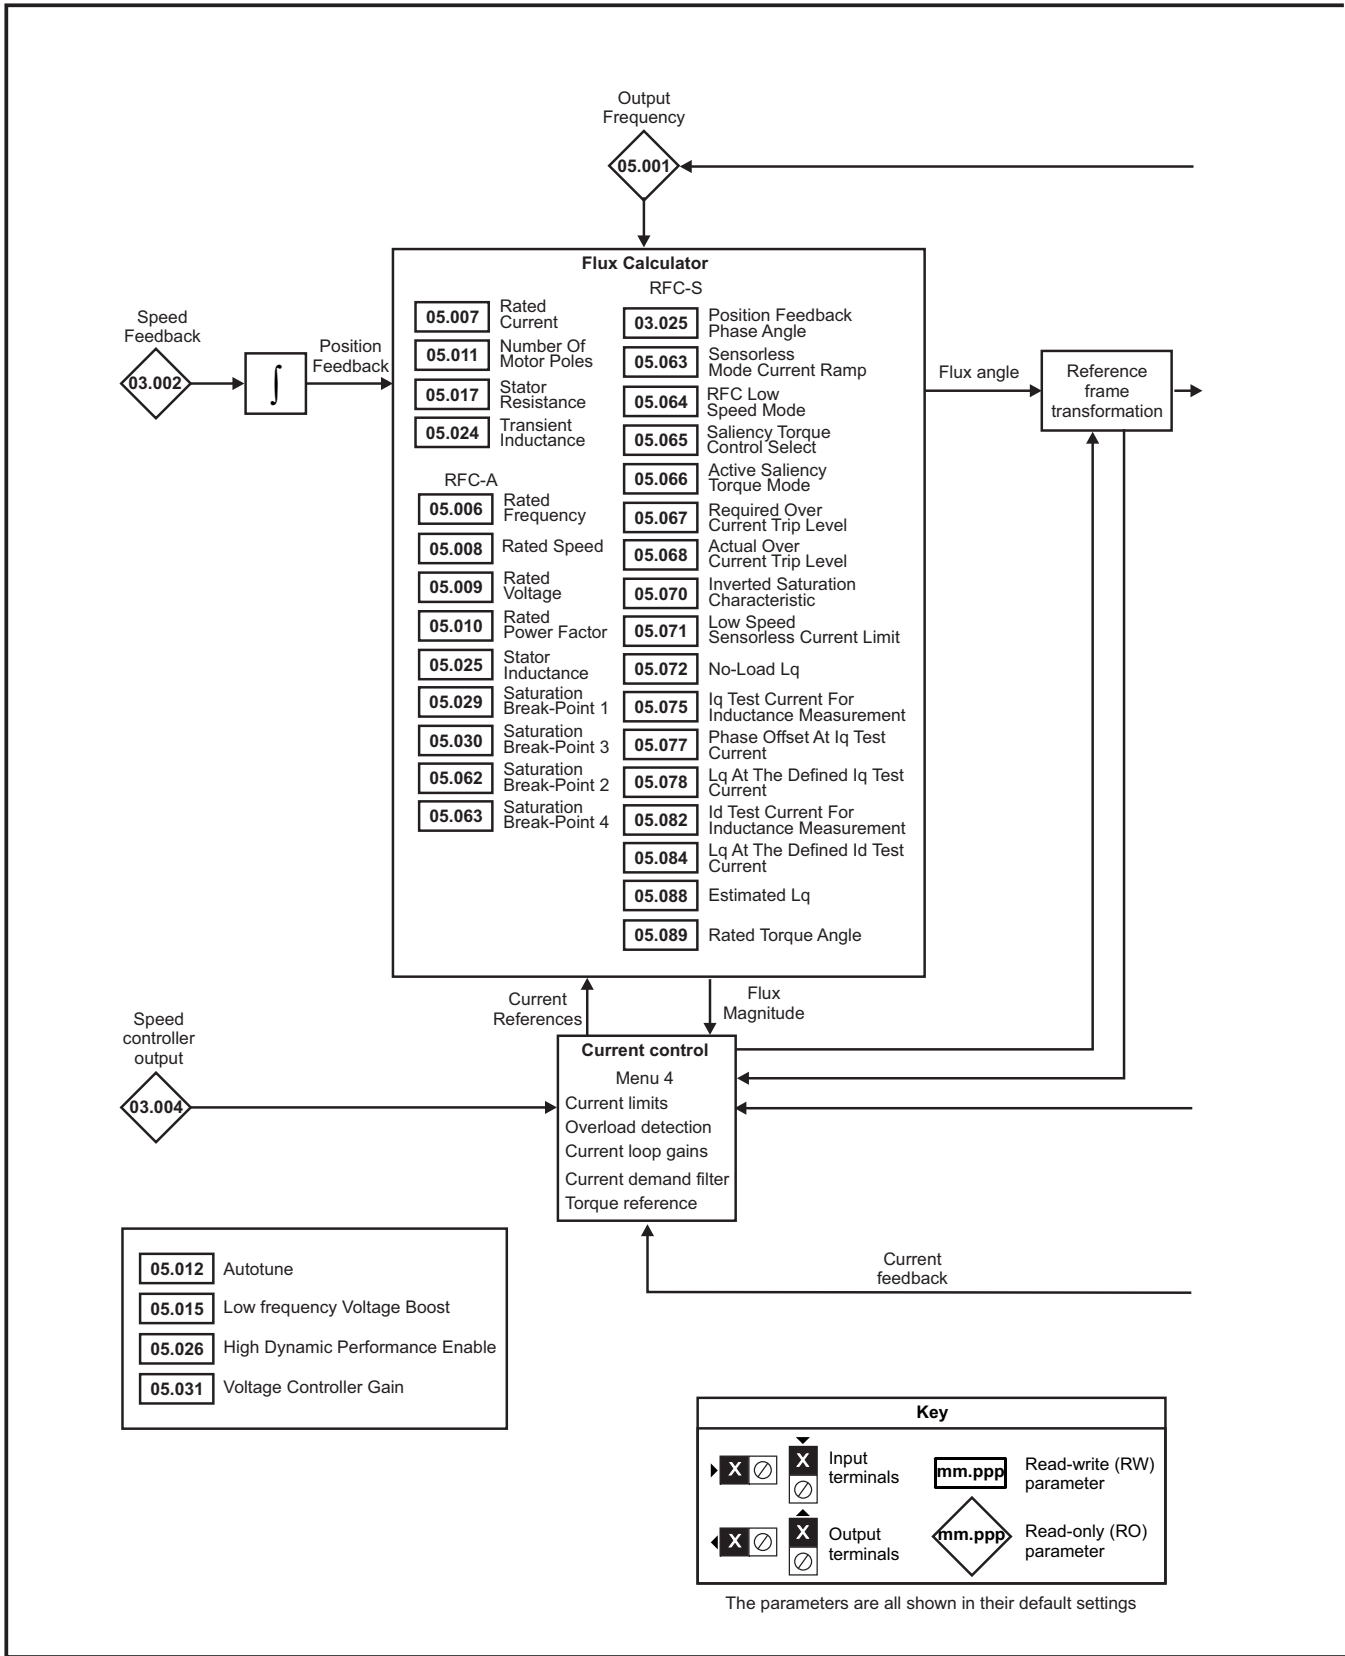 Output
Frequency
05.001
Speed
Feedback
03.002
∫
Position
Feedback
Flux Calculator
05.007 Rated
Current
05.011 Number Of
Motor Poles
05.017 Stator
Resistance
05.024 Transient
Inductance
RFC-A
05.006 Rated
Frequency
05.008 Rated Speed
05.009 Rated
Voltage
05.010 Rated
Power Factor
05.025 Stator
Inductance
05.029 Saturation
Break-Point 1
05.030 Saturation
Break-Point 3
05.062 Saturation
Break-Point 2
05.063 Saturation
Break-Point 4
RFC-S
03.025 Position Feedback
Phase Angle
05.063 Sensorless
Mode Current Ramp
05.064 RFC Low
Speed Mode
05.065 Saliency Torque
Control Select
05.066 Active Saliency
Torque Mode
05.067 Required Over
Current Trip Level
05.068 Actual Over
Current Trip Level
05.070 Inverted Saturation
Characteristic
05.071 Low Speed
Sensorless Current Limit
05.072 No-Load Lq
05.075 Iq Test Current For
Inductance Measurement
05.077 Phase Offset At Iq Test
Current
05.078 Lq At The Defined Iq Test
Current
05.082 Id Test Current For
Inductance Measurement
05.084 Lq At The Defined Id Test
Current
05.088 Estimated Lq
05.089 Rated Torque Angle
Flux angle
Reference
frame
transformation
Current
References
Flux
Magnitude
Speed
controller
output
03.004
Current control
Menu 4
Current limits
Overload detection
Current loop gains
Current demand filter
Torque reference
Current
feedback
05.012 Autotune
05.015 Low frequency Voltage Boost
05.026 High Dynamic Performance Enable
05.031 Voltage Controller Gain
Key
X X Input
terminals
mm.ppp Read-write (RW)
parameter
X X Output
terminals
mm.ppp Read-only (RO)
parameter
The parameters are all shown in their default settings